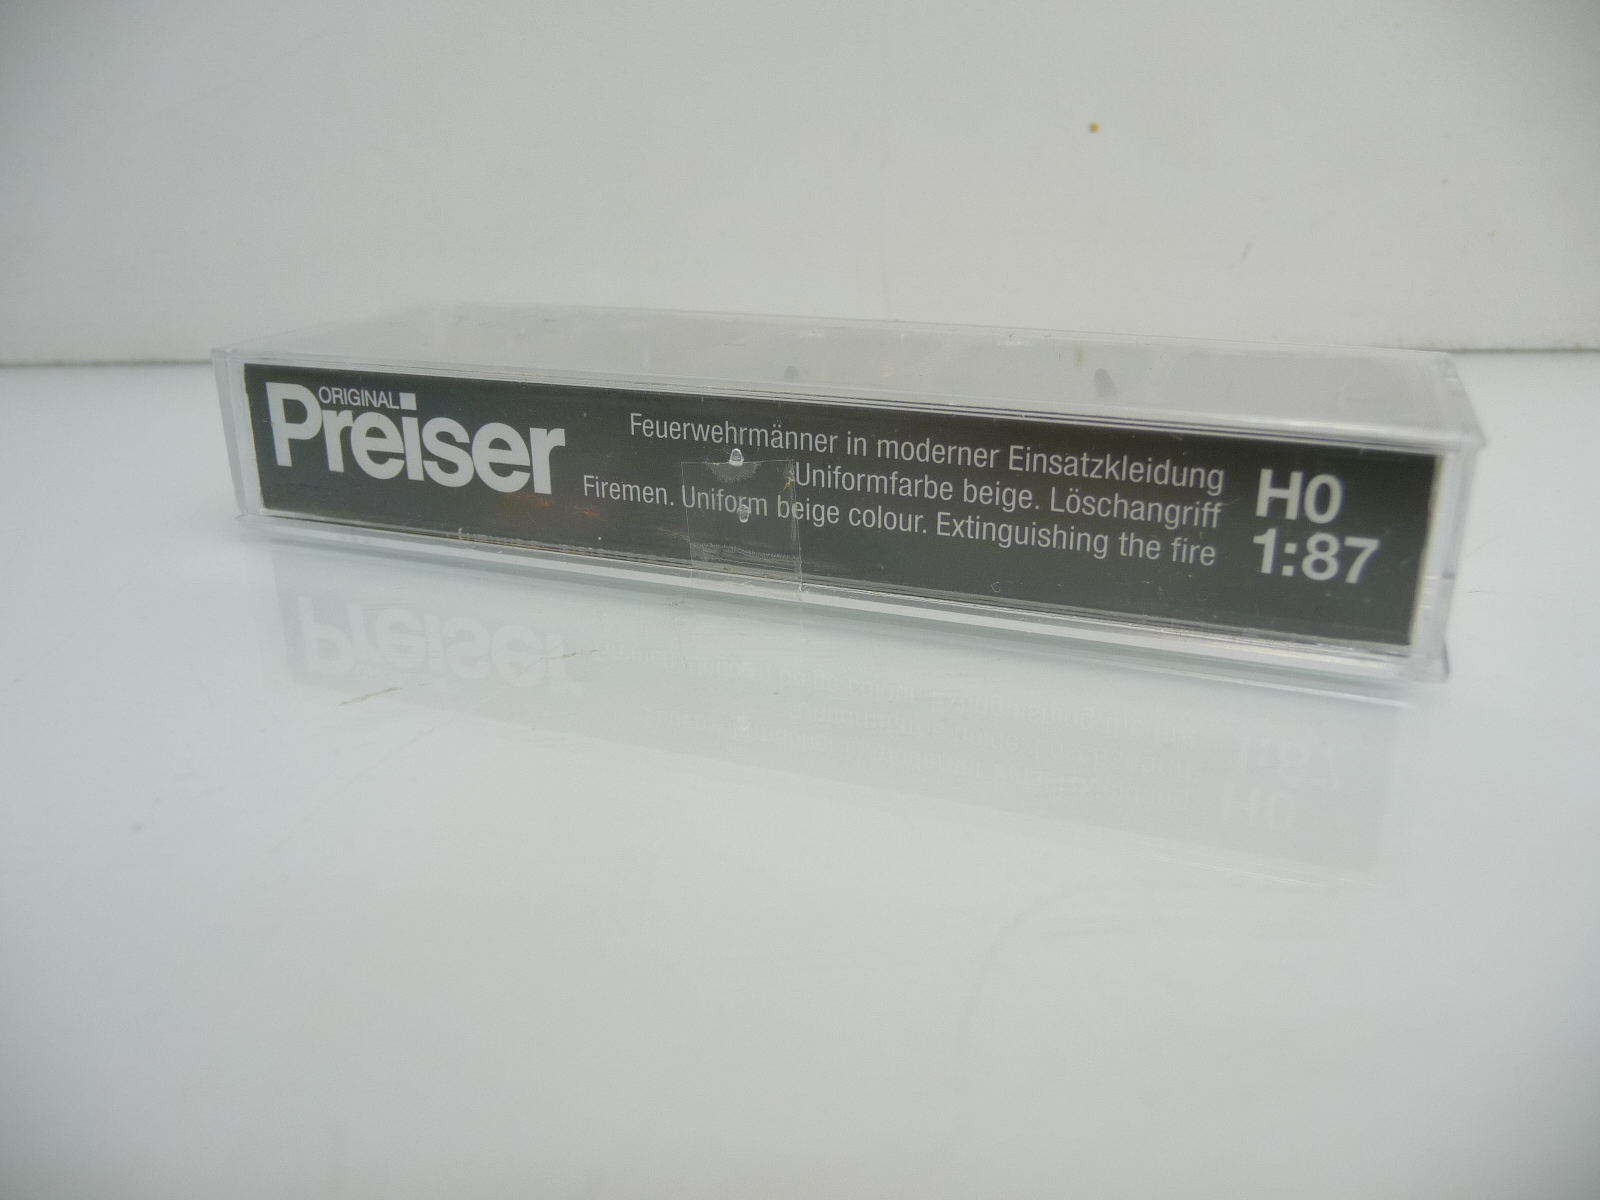 ORIGINAL
Preiser
Feuerwehrmänner in moderner Einsatzkleidung
Uniformfarbe beige. Löschangriff
Firemen. Uniform beige colour. Extinguishing the fire
H0
1:87